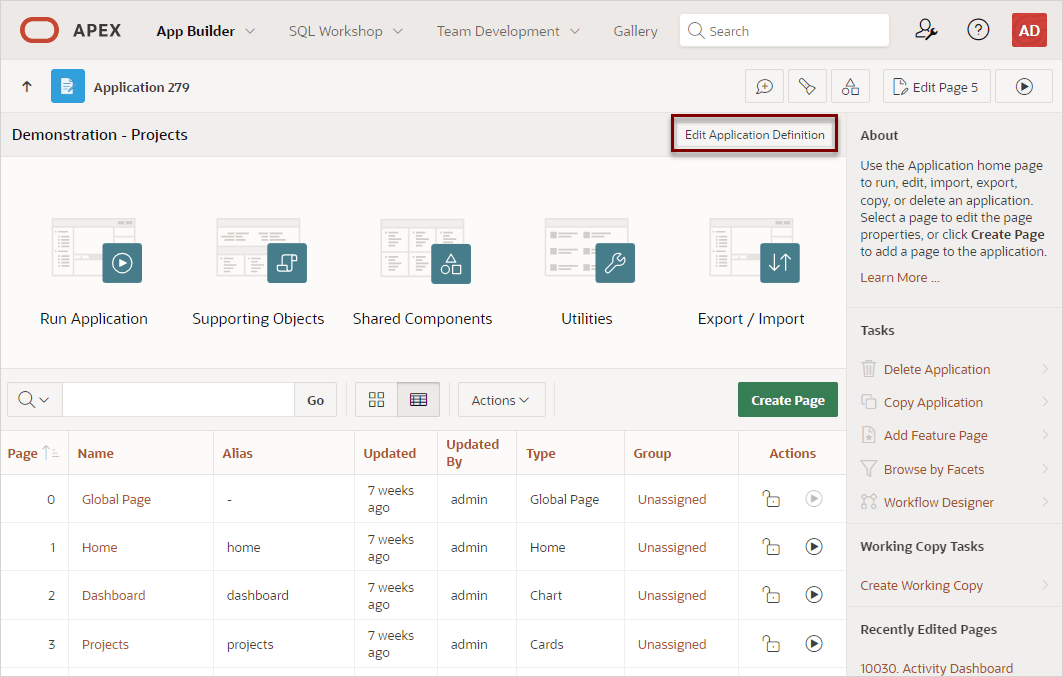 APEX
App Builder
SQL Workshop
Team Development
Gallery
Search
AD
Application 279
Edit Page 5
Demonstration - Projects
Edit Application Definition
Run Application
Supporting Objects
Shared Components
Utilities
Export / Import
Go
Actions
Create Page
Page
Name
Alias
Updated
Updated
By
Type
Group
Actions
0
Global Page
-
7 weeks
ago
admin
Global Page
Unassigned
1
Home
home
7 weeks
ago
admin
Home
Unassigned
2
Dashboard
dashboard
7 weeks
ago
admin
Chart
Unassigned
3
Projects
projects
7 weeks
ago
admin
Cards
Unassigned
About
Use the Application home page
to run, edit, import, export,
copy, or delete an application.
Select a page to edit the page
properties, or click Create Page
to add a page to the application.
Learn More ...
Tasks
Delete Application
Copy Application
Add Feature Page
Browse by Facets
Workflow Designer
Working Copy Tasks
Create Working Copy
Recently Edited Pages
10030. Activity Dashboard